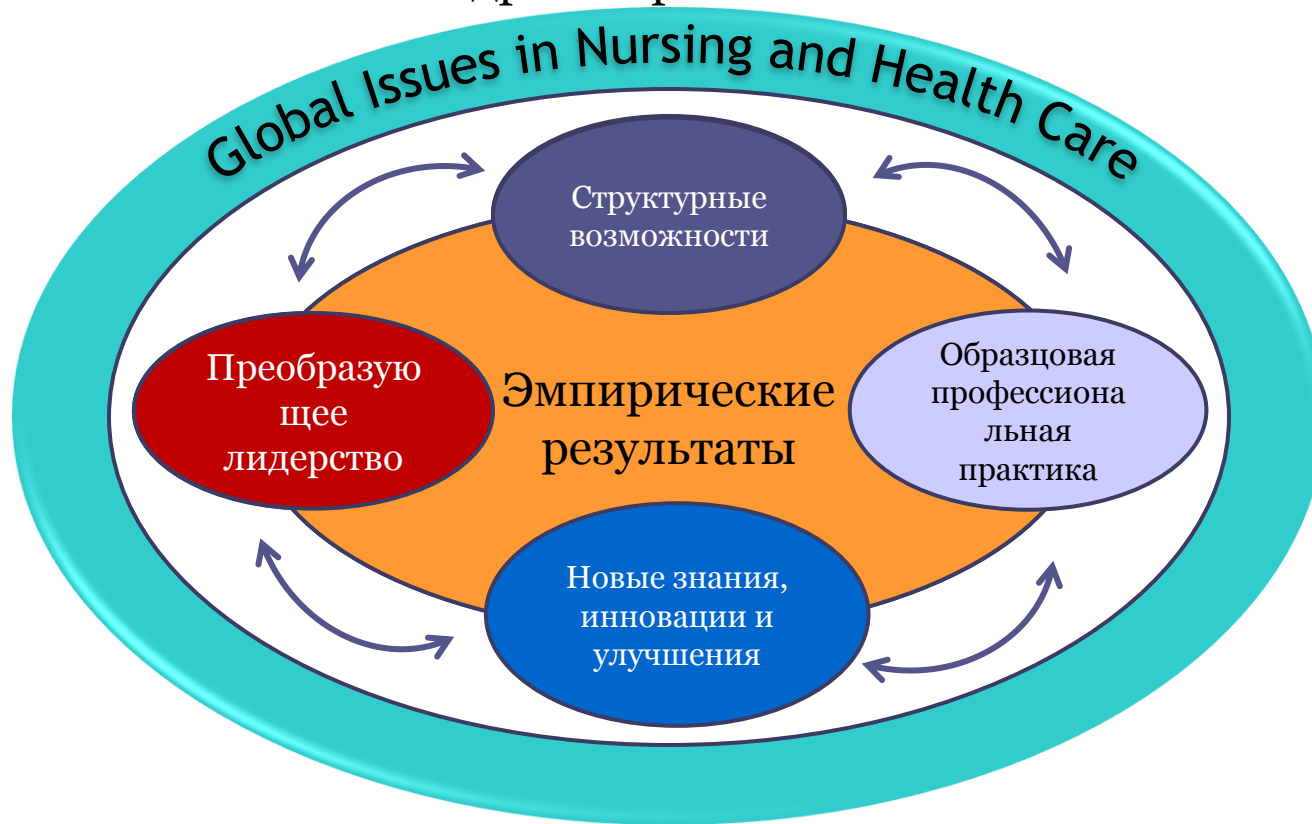 Global Issues in Nursing and Health Care
Структурные
возможности
Преобразую
щее
лидерство
Эмпирические
результаты
Образцовая
профессиона
льная
практика
Новые знания,
инновации и
улучшения